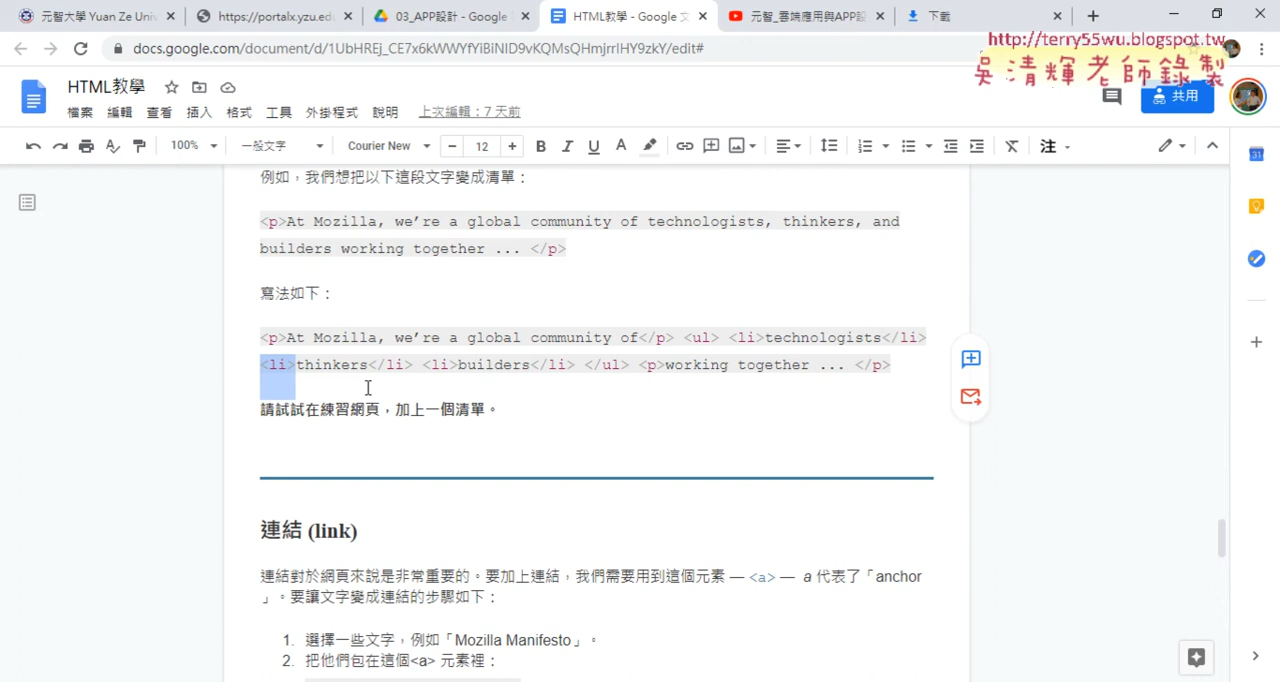 元智大學 Yuan Ze Univ
https://portalx.yzu.ed
03_APP設計 - Google
HTML教學 - Google 文
元智_雲端應用與APP設
下載
docs.google.com/document/d/1UbHREj_CE7x6kWWYfYiBiNID9vKQMsQHmjrrlHY9zkY/edit#
http://terry55wu.blogspot.tw
吳清輝老師錄製
HTML教學
檔案 編輯 查看 插入 格式 工具 外掛程式 說明 上次編輯：7 天前
共用
100% 一般文字 Courier New 12 B I U A 注
31
例如，我們想把以下這段文字變成清單：
<p>At Mozilla, we’re a global community of technologists, thinkers, and
builders working together ... </p>
寫法如下：
<p>At Mozilla, we’re a global community of</p> <ul> <li>technologists</li>
<li>thinkers</li> <li>builders</li> </ul> <p>working together ... </p>
請試試在練習網頁，加上一個清單。
連結 (link)
連結對於網頁來說是非常重要的。要加上連結，我們需要用到這個元素 — <a> — a 代表了「anchor
」。要讓文字變成連結的步驟如下：
1. 選擇一些文字，例如「Mozilla Manifesto」。
2. 把他們包在這個<a> 元素裡：